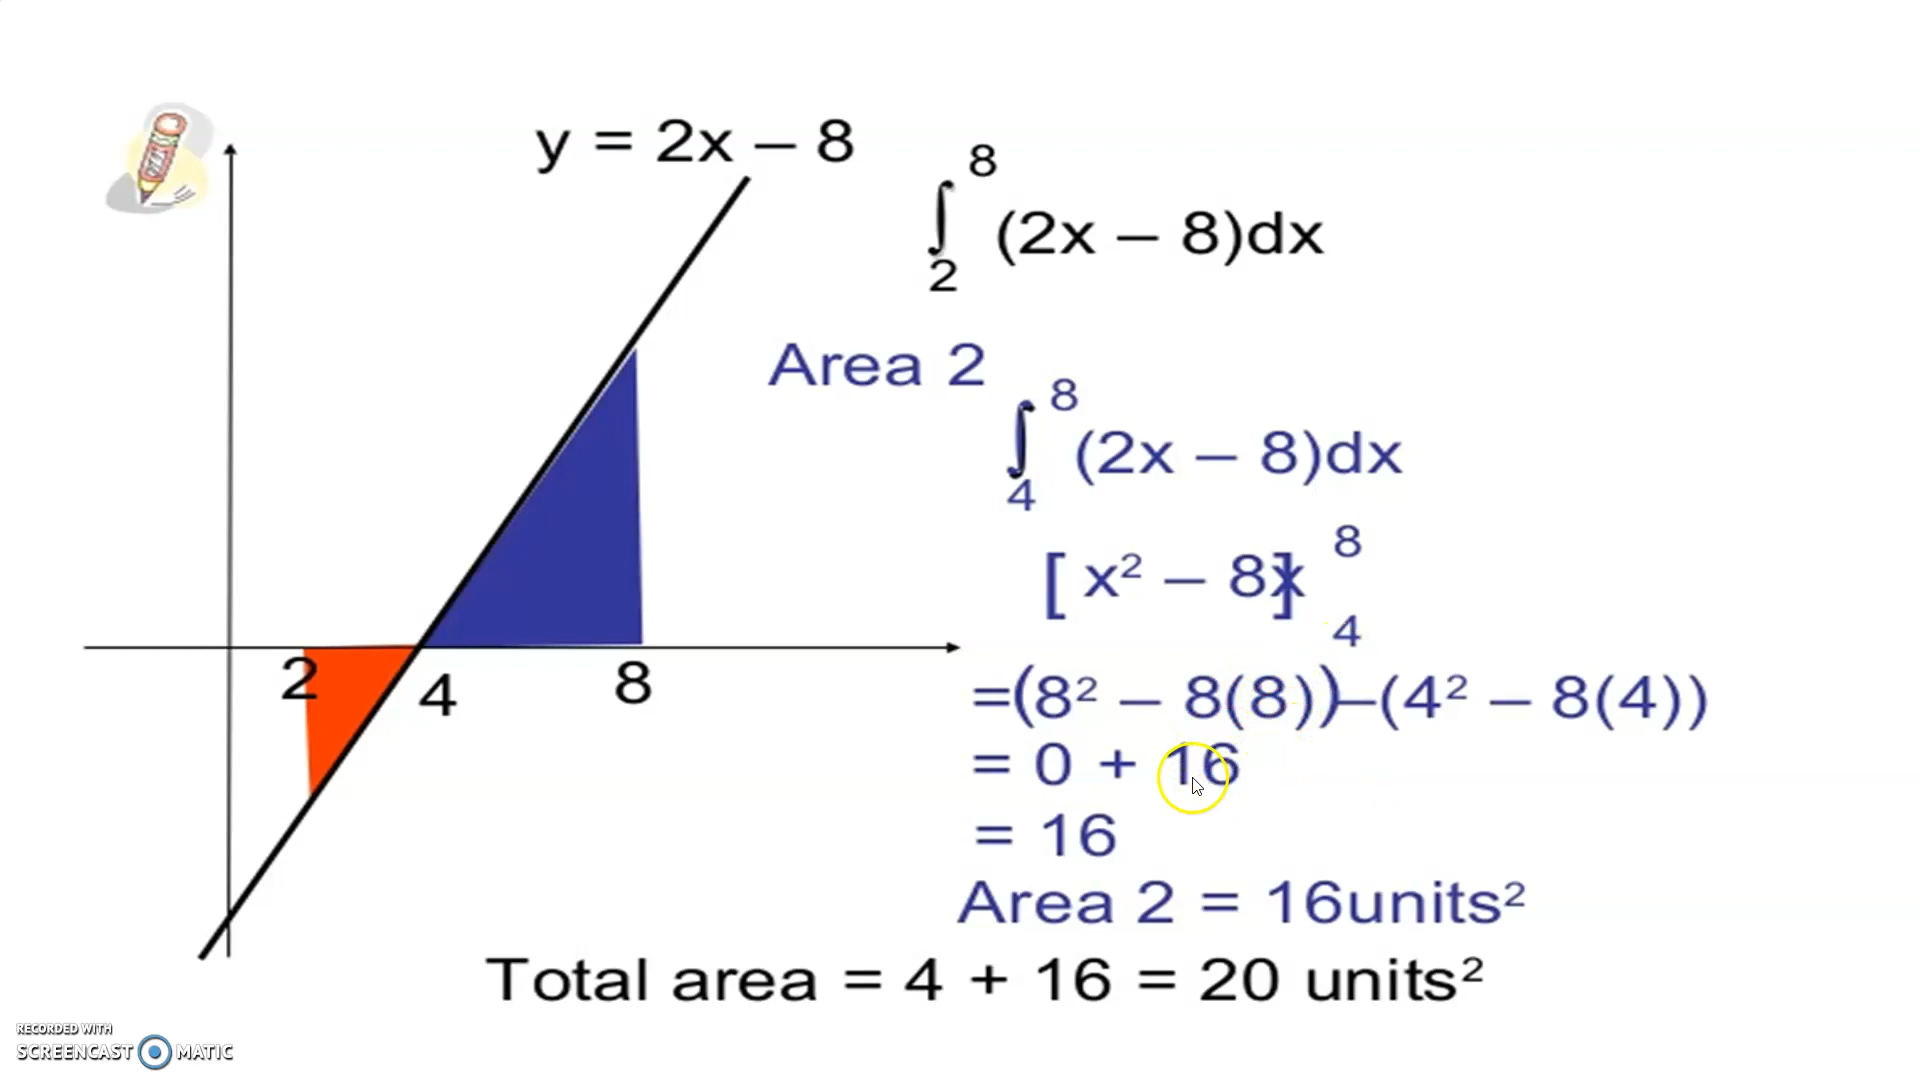 y = 2x – 8
8
∫ (2x – 8)dx
2
Area 2
8
∫ (2x – 8)dx
4
[ x² – 8x ] 8
4
=(8² – 8(8))–(4² – 8(4))
= 0 + 16
= 16
Area 2 = 16units²
Total area = 4 + 16 = 20 units²
2
4
8
RECORDED WITH
SCREENCAST MATIC